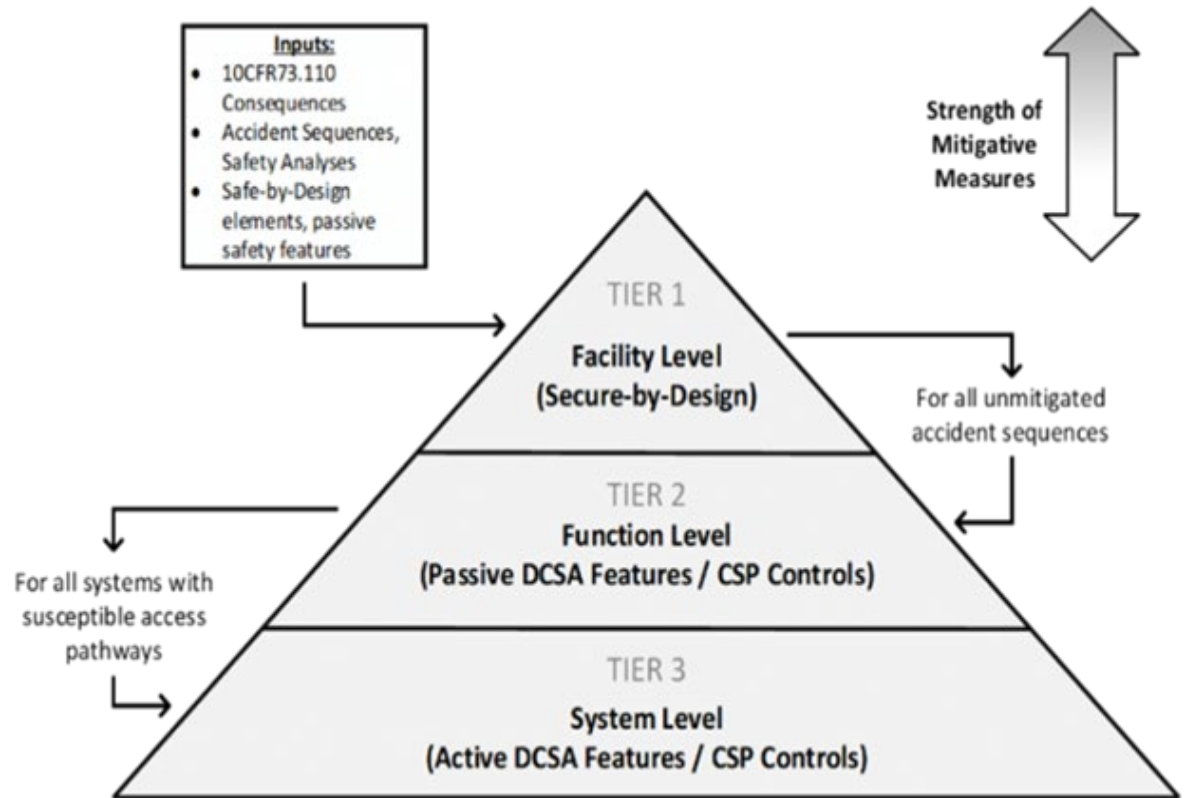 Inputs:
• 10CFR73.110
Consequences
• Accident Sequences,
Safety Analyses
• Safe-by-Design
elements, passive
safety features
Strength of
Mitigative
Measures
TIER 1
Facility Level
(Secure-by-Design)
For all unmitigated
accident sequences
TIER 2
Function Level
(Passive DCSA Features / CSP Controls)
For all systems with
susceptible access
pathways
TIER 3
System Level
(Active DCSA Features / CSP Controls)